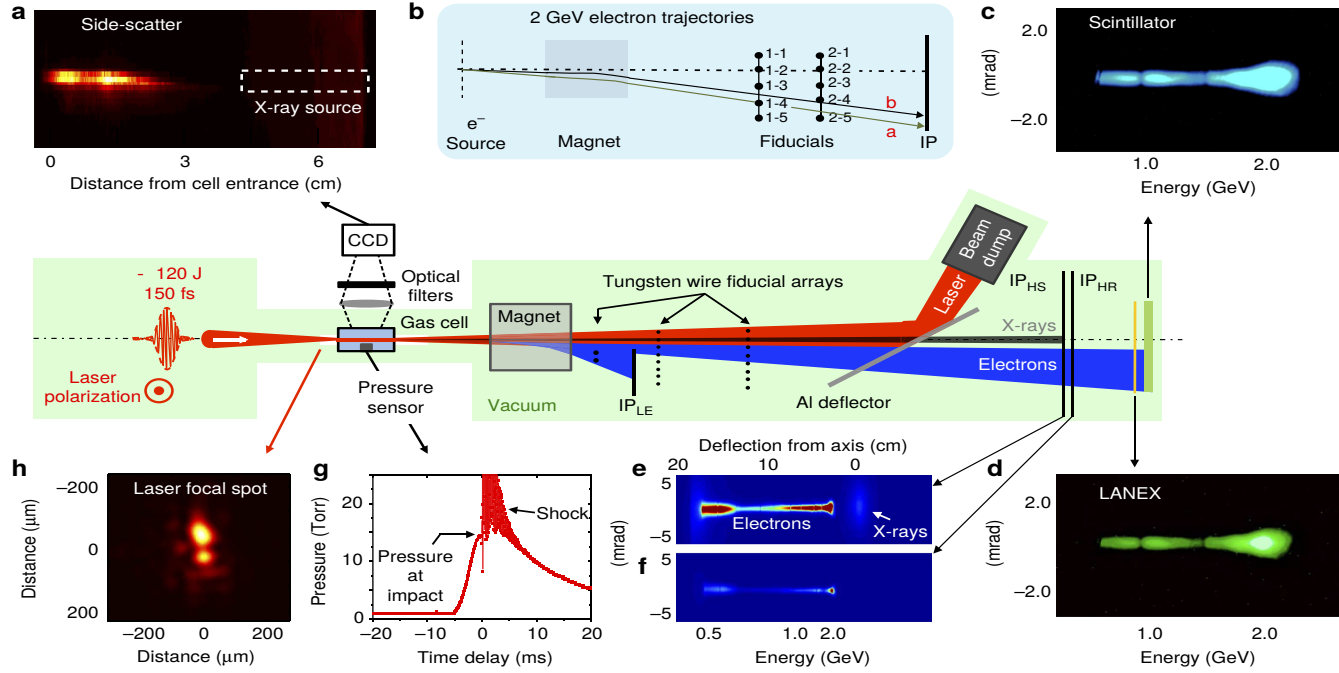 a
Side-scatter
X-ray source
0
3
6
Distance from cell entrance (cm)
b
2 GeV electron trajectories
1-1
1-2
1-3
1-4
1-5
2-1
2-2
2-3
2-4
2-5
b
a
e–
Source
Magnet
Fiducials
IP
c
Scintillator
2.0
(mrad)
–2.0
1.0
2.0
Energy (GeV)
- 120 J
150 fs
Laser
polarization
CCD
Optical
filters
Gas cell
Pressure
sensor
Magnet
Vacuum
Tungsten wire fiducial arrays
IPLE
Al deflector
Laser
Beam
dump
IPHS
IPHR
X-rays
Electrons
h
Laser focal spot
–200
0
200
Distance (μm)
–200
0
200
Distance (μm)
g
20
10
0
Pressure (Torr)
Shock
Pressure
at
impact
–20
–10
0
10
20
Time delay (ms)
Deflection from axis (cm)
20
10
0
e
5
–5
Electrons
X-rays
(mrad)
f
5
–5
0.5
1.0
2.0
Energy (GeV)
d
LANEX
2.0
(mrad)
–2.0
1.0
2.0
Energy (GeV)